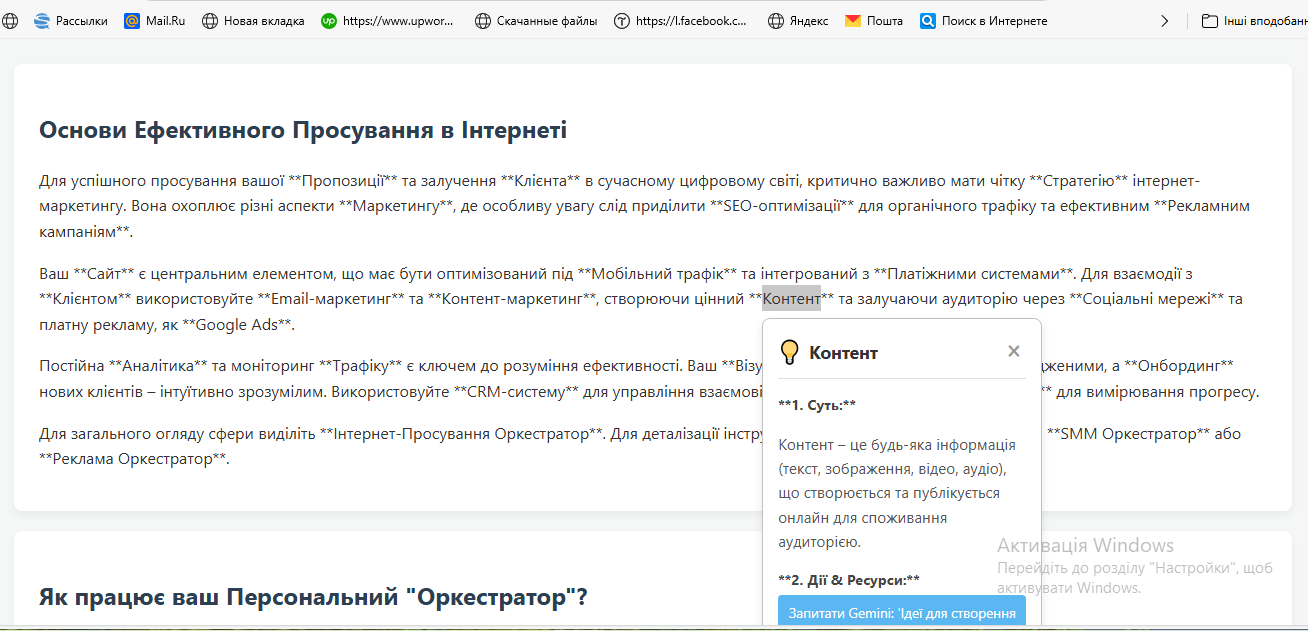 Рассылки
Mail.Ru
Новая вкладка
https://www.upwor...
Скачанные файлы
https://l.facebook.c...
Яндекс
Пошта
Поиск в Интернете
Інші вподобан
Основи Ефективного Просування в Інтернеті
Для успішного просування вашої **Пропозиції** та залучення **Клієнта** в сучасному цифровому світі, критично важливо мати чітку **Стратегію** інтернет-
маркетингу. Вона охоплює різні аспекти **Маркетингу**, де особливу увагу слід приділити **SEO-оптимізації** для органічного трафіку та ефективним **Рекламним
кампаніям**.
Ваш **Сайт** є центральним елементом, що має бути оптимізований під **Мобільний трафік** та інтегрований з **Платіжними системами**. Для взаємодії з
**Клієнтом** використовуйте **Email-маркетинг** та **Контент-маркетинг**, створюючи цінний **Контент** та залучаючи аудиторію через **Соціальні мережі** та
платну рекламу, як **Google Ads**.
Постійна **Аналітика** та моніторинг **Трафіку** є ключем до розуміння ефективності. Ваш **Візу дженими, а **Онбординг**
нових клієнтів – інтуїтивно зрозумілим. Використовуйте **CRM-систему** для управління взаємові ** для вимірювання прогресу.
Для загального огляду сфери виділіть **Інтернет-Просування Оркестратор**. Для деталізації інстру **SMM Оркестратор** або
**Реклама Оркестратор**.
Контент
×
**1. Суть:**
Контент – це будь-яка інформація
(текст, зображення, відео, аудіо),
що створюється та публікується
онлайн для споживання
аудиторією.
**2. Дії & Ресурси:**
Запитати Gemini: 'Ідеї для створення
Активація Windows
Перейдіть до розділу "Настройки", щоб
активувати Windows.
Як працює ваш Персональний "Оркестратор"?